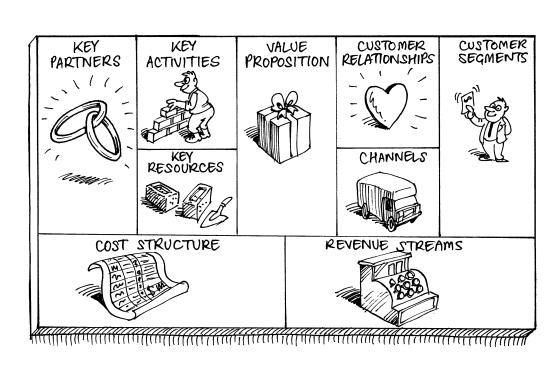 KEY
PARTNERS
KEY
ACTIVITIES
KEY
RESOURCES
VALUE
PROPOSITION
CUSTOMER
RELATIONSHIPS
CHANNELS
CUSTOMER
SEGMENTS
COST STRUCTURE
REVENUE STREAMS